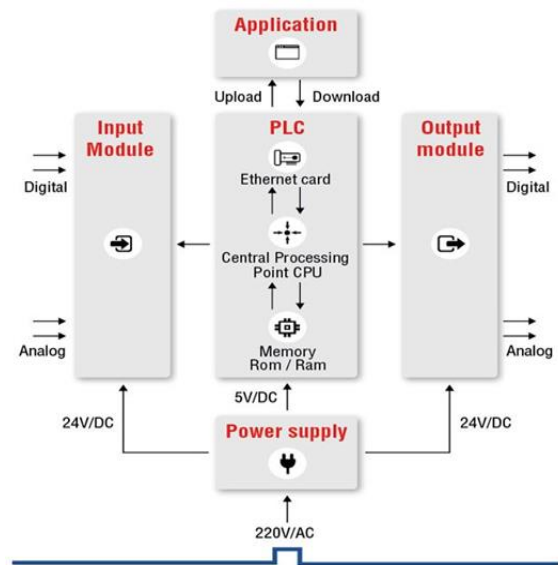 Application
Upload
Download
Input
Module
PLC
Output
module
Ethernet card
Digital
Digital
Central Processing
Point CPU
Analog
Memory
Rom / Ram
Analog
5V/DC
24V/DC
24V/DC
Power supply
220V/AC